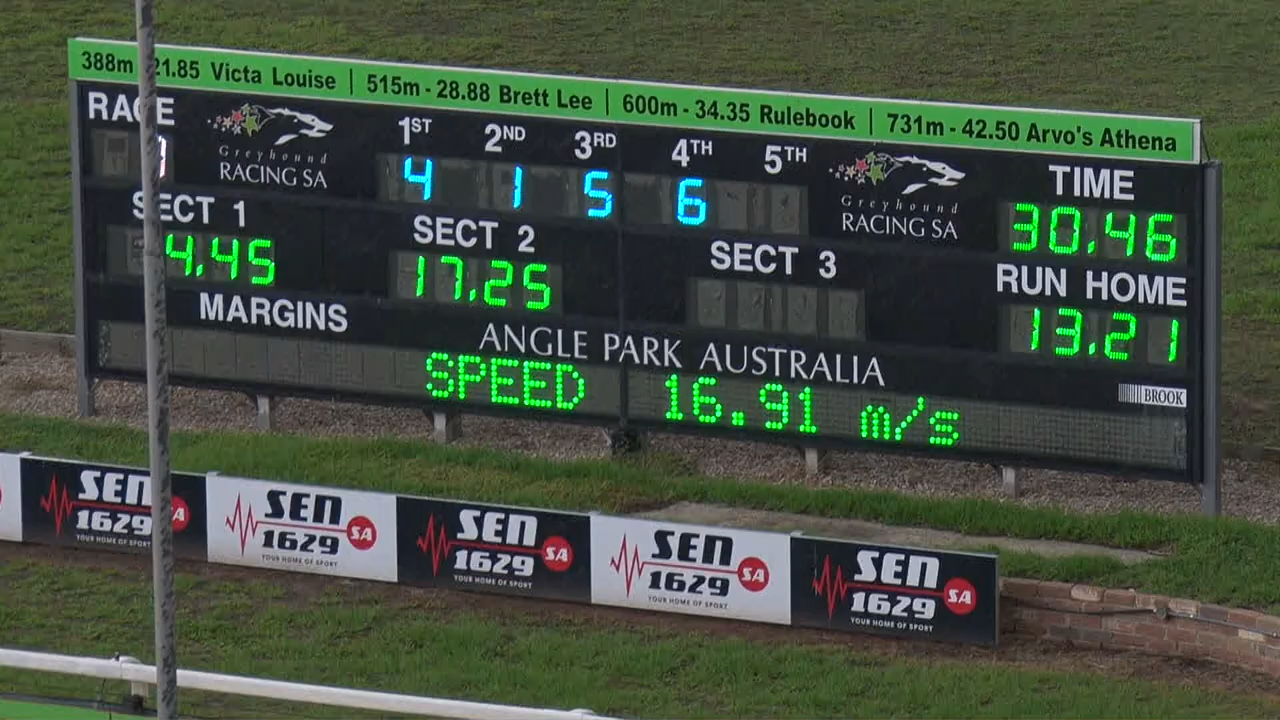 388m 21.85 Victa Louise | 515m - 28.88 Brett Lee | 600m - 34.35 Rulebook | 731m - 42.50 Arvo's Athena
RACE
Greyhound
RACING SA
1ST 2ND 3RD 4TH 5TH
4 1 5 6
Greyhound
RACING SA
TIME
30.46
SECT 1
4.45
SECT 2
17.25
SECT 3
RUN HOME
13.21
MARGINS
ANGLE PARK AUSTRALIA
SPEED 16.91 m/s
BROOK
SEN
1629 SA
YOUR HOME OF SPORT
SEN
1629 SA
YOUR HOME OF SPORT
SEN
1629 SA
YOUR HOME OF SPORT
SEN
1629 SA
YOUR HOME OF SPORT
SEN
1629 SA
YOUR HOME OF SPORT